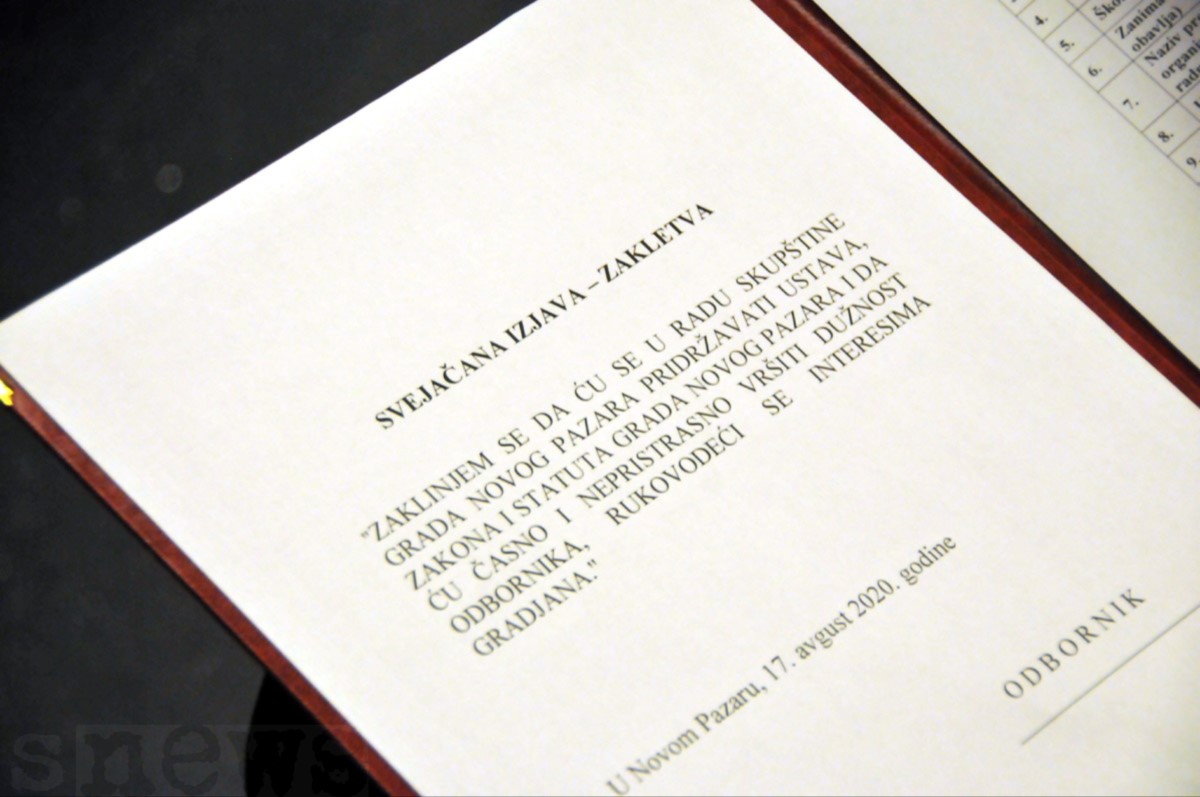 SVEJAČANA IZJAVA – ZAKLETVA
"ZAKLINJEM SE DA ĆU SE U RADU SKUPŠTINE
GRADA NOVOG PAZARA PRIDRŽAVATI USTAVA,
ZAKONA I STATUTA GRADA NOVOG PAZARA I DA
ĆU ČASNO I NEPRISTRASNO VRŠITI DUŽNOST
ODBORNIKA, RUKOVODEĆI SE INTERESIMA
GRADJANA."
U Novom Pazaru, 17. avgust 2020. godine
ODBORNIK
4.
5. Zanima
obavlja)
6. Naziv
7.
8.
9.
snews